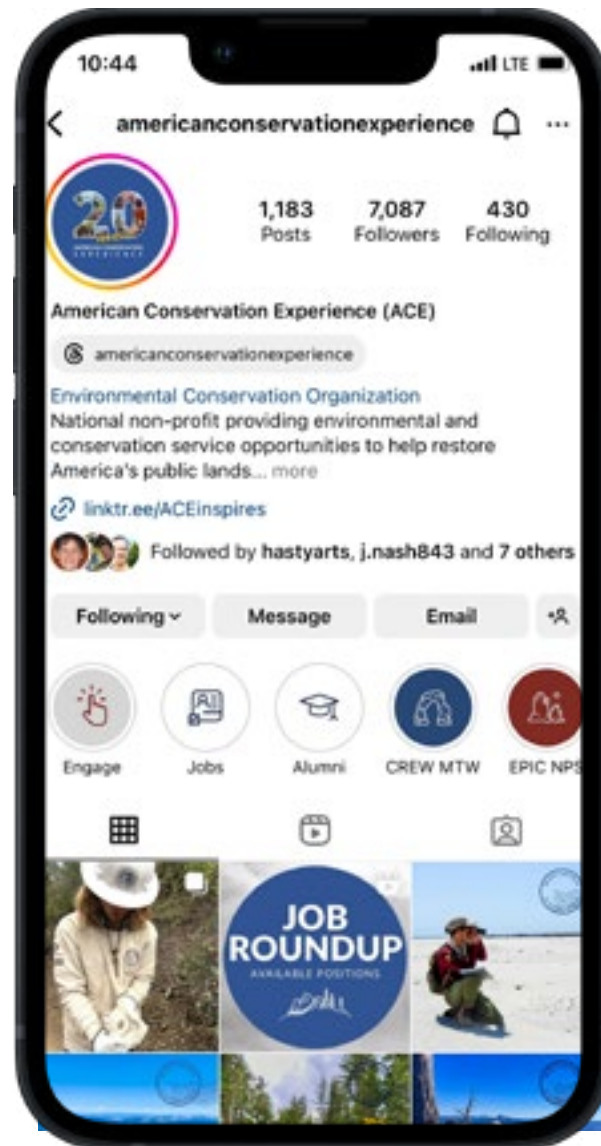 10:44
LTE
americanconservationexperience
20
EXPERIENCE
1,183 7,087 430
Posts Followers Following
American Conservation Experience (ACE)
americanconservationexperience
Environmental Conservation Organization
National non-profit providing environmental and
conservation service opportunities to help restore
America's public lands... more
linktr.ee/ACEinspires
Followed by hastyarts, j.nash843 and 7 others
Following Message Email
Engage Jobs Alumni CREW MTW EPIC NPS
JOB
ROUNDUP
AVAILABLE POSITIONS